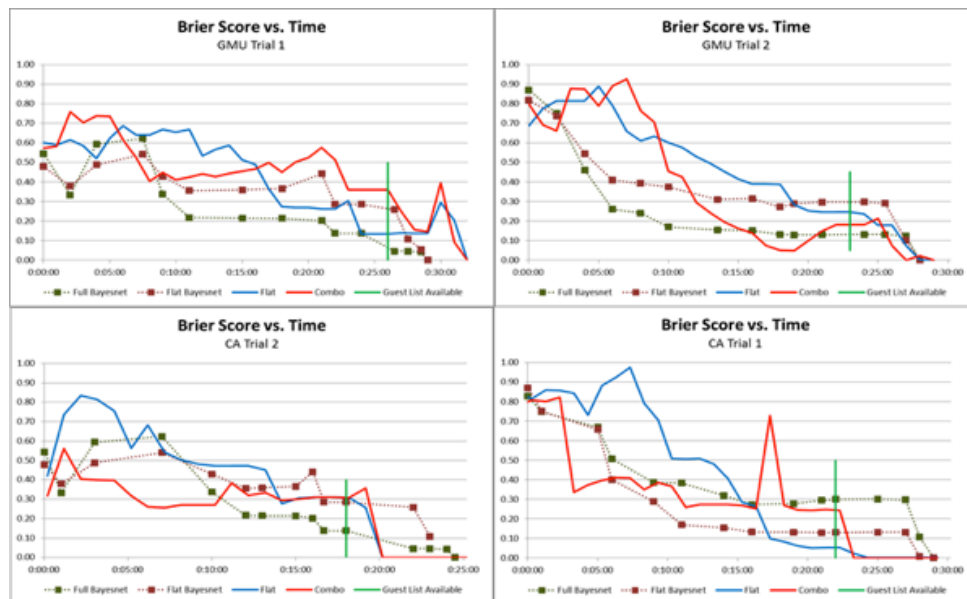 Brier Score vs. Time
GMU Trial 1
1.00
0.90
0.80
0.70
0.60
0.50
0.40
0.30
0.20
0.10
0.00
0:00:00 0:05:00 0:10:00 0:15:00 0:20:00 0:25:00 0:30:00
Full Bayesnet Flat Bayesnet Flat Combo Guest List Available
Brier Score vs. Time
GMU Trial 2
1.00
0.90
0.80
0.70
0.60
0.50
0.40
0.30
0.20
0.10
0.00
0:00:00 0:05:00 0:10:00 0:15:00 0:20:00 0:25:00 0:30:00
Full Bayesnet Flat Bayesnet Flat Combo Guest List Available
Brier Score vs. Time
CA Trial 2
1.00
0.90
0.80
0.70
0.60
0.50
0.40
0.30
0.20
0.10
0.00
0:00:00 0:05:00 0:10:00 0:15:00 0:20:00 0:25:00
Full Bayesnet Flat Bayesnet Flat Combo Guest List Available
Brier Score vs. Time
CA Trial 1
1.00
0.90
0.80
0.70
0.60
0.50
0.40
0.30
0.20
0.10
0.00
0:00:00 0:05:00 0:10:00 0:15:00 0:20:00 0:25:00 0:30:00
Full Bayesnet Flat Bayesnet Flat Combo Guest List Available